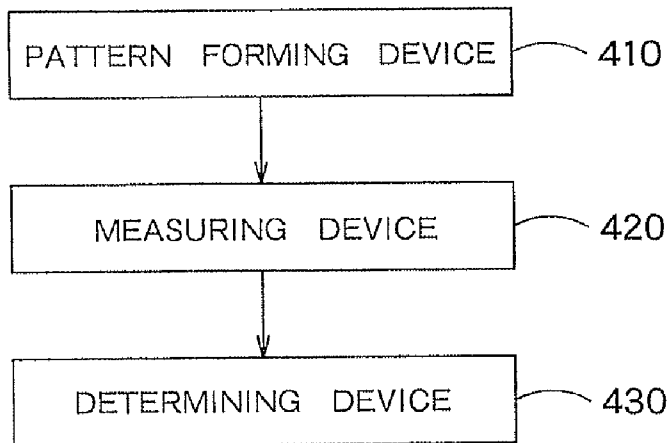 PATTERN FORMING DEVICE 410
MEASURING DEVICE 420
DETERMINING DEVICE 430